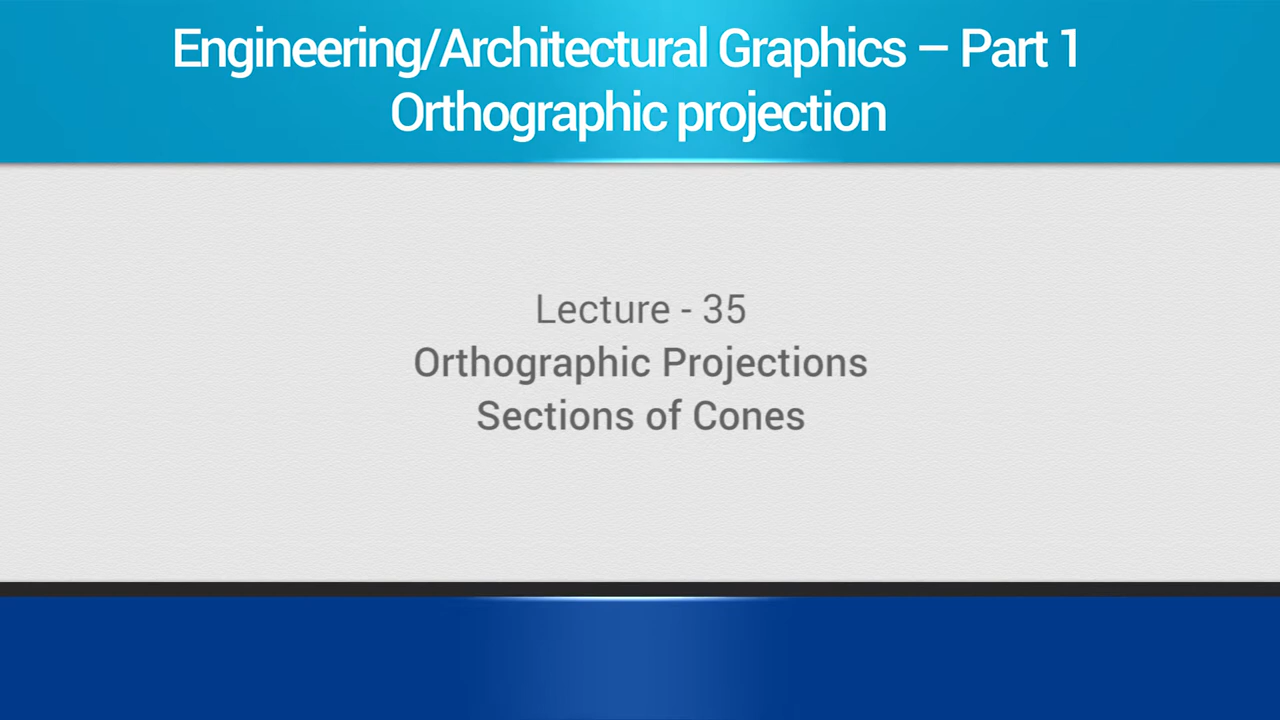 Engineering/Architectural Graphics – Part 1
Orthographic projection
Lecture - 35
Orthographic Projections
Sections of Cones